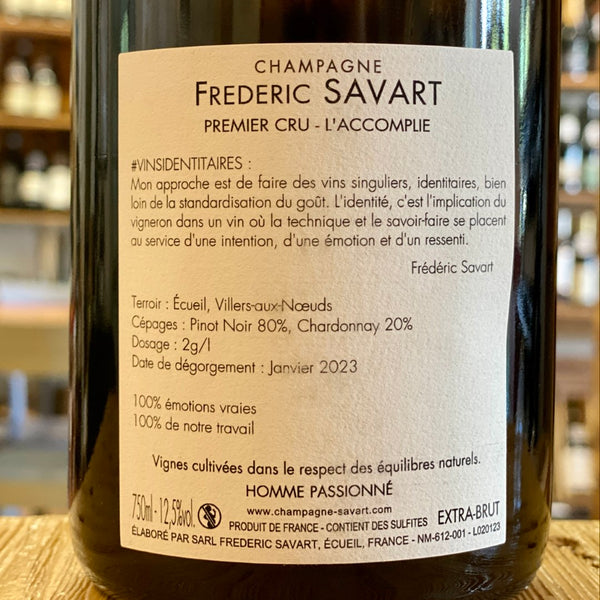 CHAMPAGNE
FREDERIC SAVART
PREMIER CRU - L'ACCOMPLIE
#VINSIDENTITAIRES :
Mon approche est de faire des vins singuliers, identitaires, bien
loin de la standardisation du goût. L'identité, c'est l'implication du
vigneron dans un vin où la technique et le savoir-faire se placent
au service d'une intention, d'une émotion et d'un ressenti.
Frédéric Savart
Terroir : Écueil, Villers-aux-Nœuds
Cépages : Pinot Noir 80%, Chardonnay 20%
Dosage : 2g/l
Date de dégorgement : Janvier 2023
100% émotions vraies
100% de notre travail
Vignes cultivées dans le respect des équilibres naturels.
HOMME PASSIONNÉ
www.champagne-savart.com
750ml - 12,5%vol. PRODUIT DE FRANCE - CONTIENT DES SULFITES EXTRA-BRUT
ÉLABORÉ PAR SARL FREDERIC SAVART, ÉCUEIL, FRANCE - NM-612-001 - L020123